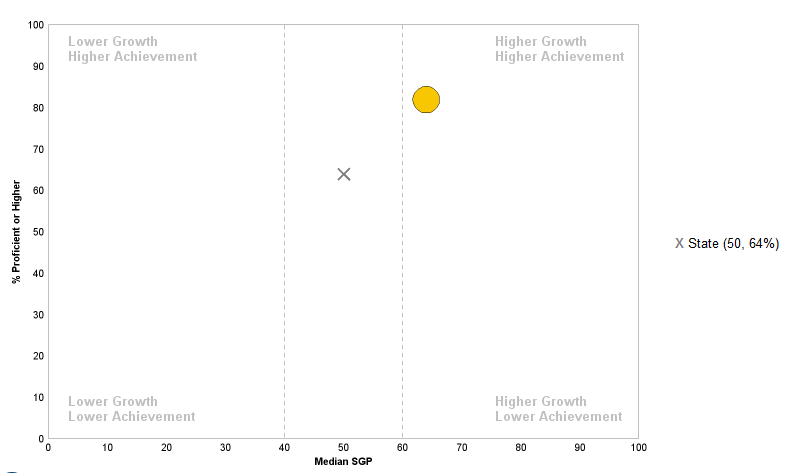 100
Lower Growth
Higher Achievement
Higher Growth
Higher Achievement
90
80
70
60
50
40
30
20
10
0
% Proficient or Higher
X State (50, 64%)
Lower Growth
Lower Achievement
Higher Growth
Lower Achievement
0 10 20 30 40 50 60 70 80 90 100
Median SGP